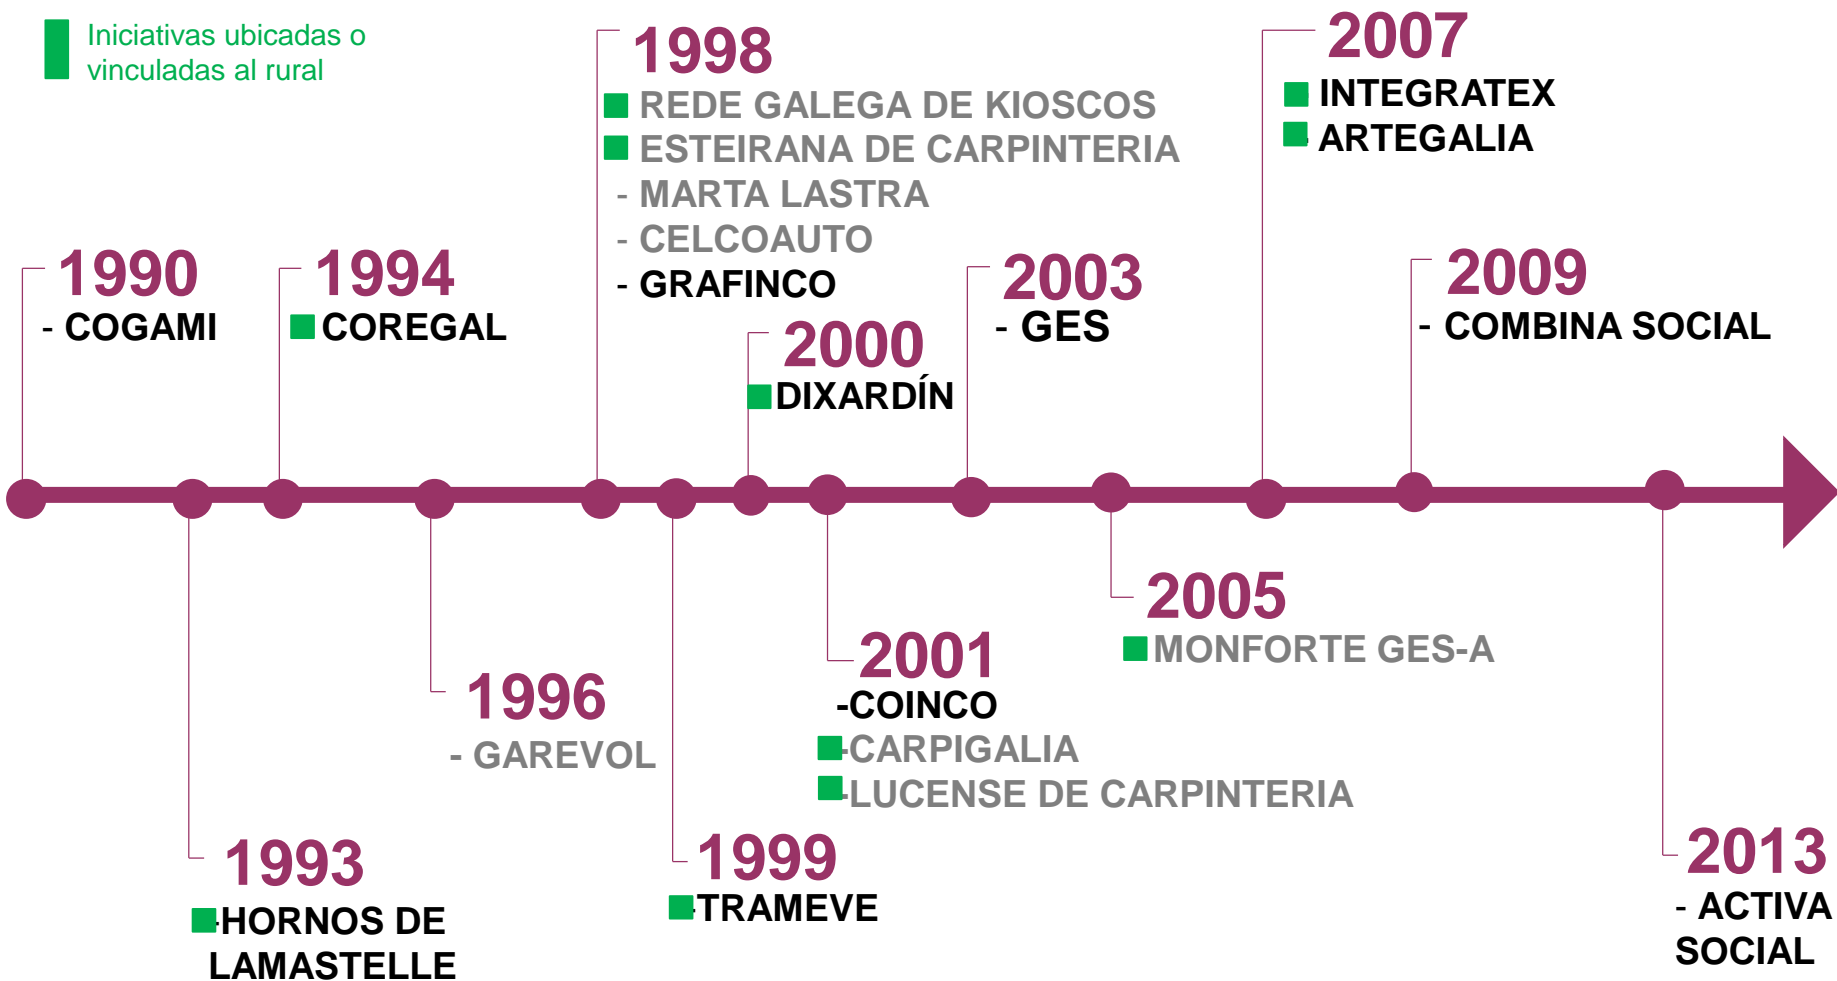 Iniciativas ubicadas o
vinculadas al rural
1990
- COGAMI
1993
-HORNOS DE
LAMASTELLE
1994
COREGAL
1996
- GAREVOL
1998
REDE GALEGA DE KIOSCOS
ESTEIRANA DE CARPINTERIA
- MARTA LASTRA
- CELCOAUTO
- GRAFINCO
1999
-TRAMEVE
2000
DIXARDÍN
2001
-COINCO
-CARPIGALIA
-LUCENSE DE CARPINTERIA
2003
- GES
2005
MONFORTE GES-A
2007
INTEGRATEX
- ARTEGALIA
2009
- COMBINA SOCIAL
2013
- ACTIVA
SOCIAL